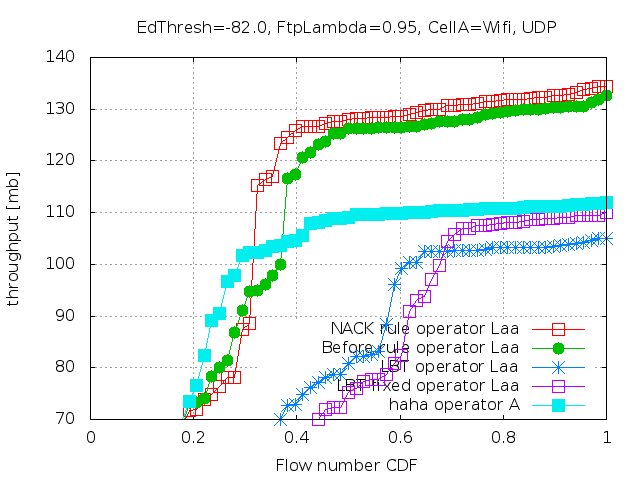 EdThresh=-82.0, FtpLambda=0.95, CellA=Wifi, UDP
140
130
120
110
100
90
80
70
throughput [mb]
NACK rule operator Laa
Before rule operator Laa
operator Laa
fixed operator Laa
haha operator A
0
0.2
0.4
0.6
0.8
1
Flow number CDF